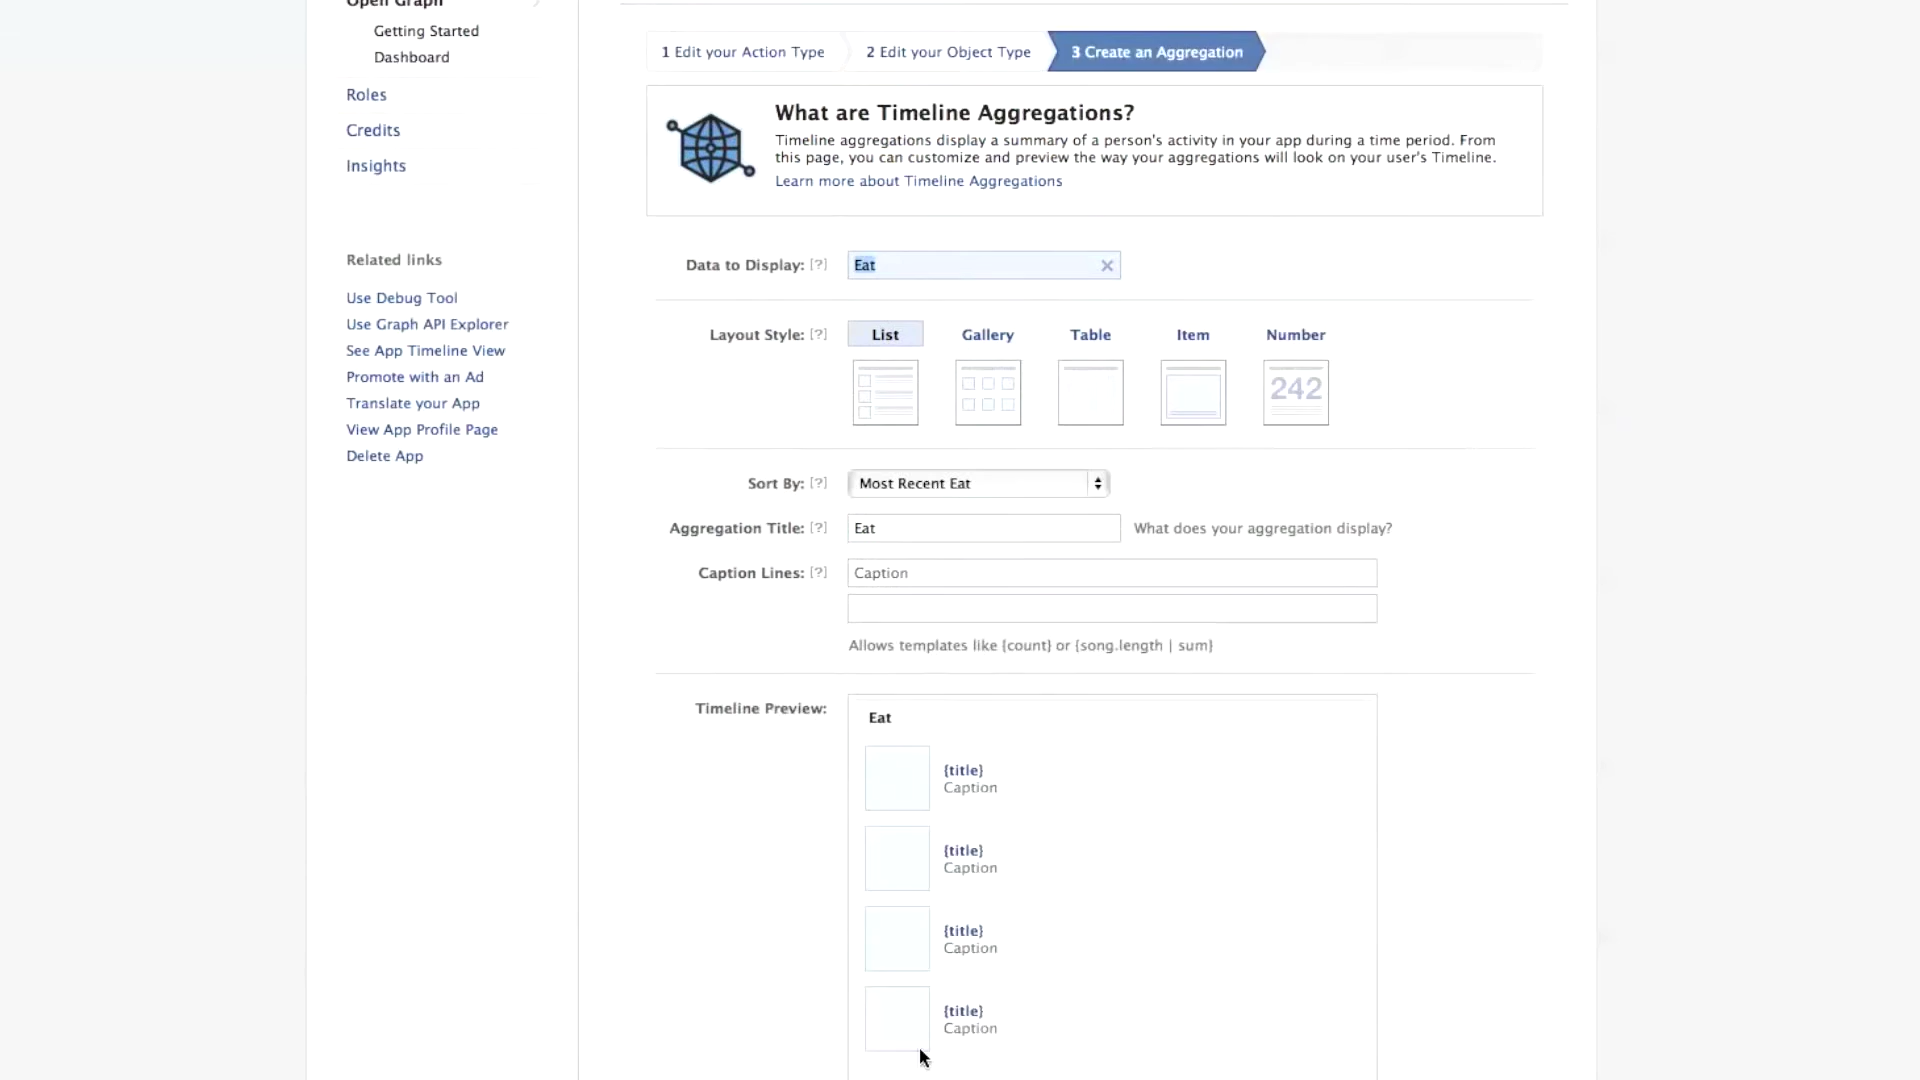 Open Graph
Getting Started
Dashboard
Roles
Credits
Insights
Related links
Use Debug Tool
Use Graph API Explorer
See App Timeline View
Promote with an Ad
Translate your App
View App Profile Page
Delete App
1 Edit your Action Type
2 Edit your Object Type
3 Create an Aggregation
What are Timeline Aggregations?
Timeline aggregations display a summary of a person's activity in your app during a time period. From
this page, you can customize and preview the way your aggregations will look on your user's Timeline.
Learn more about Timeline Aggregations
Data to Display: [?] Eat
Layout Style: [?] List Gallery Table Item Number
242
Sort By: [?] Most Recent Eat
Aggregation Title: [?] Eat What does your aggregation display?
Caption Lines: [?] Caption
Allows templates like {count} or {song.length | sum}
Timeline Preview:
Eat
{title}
Caption
{title}
Caption
{title}
Caption
{title}
Caption